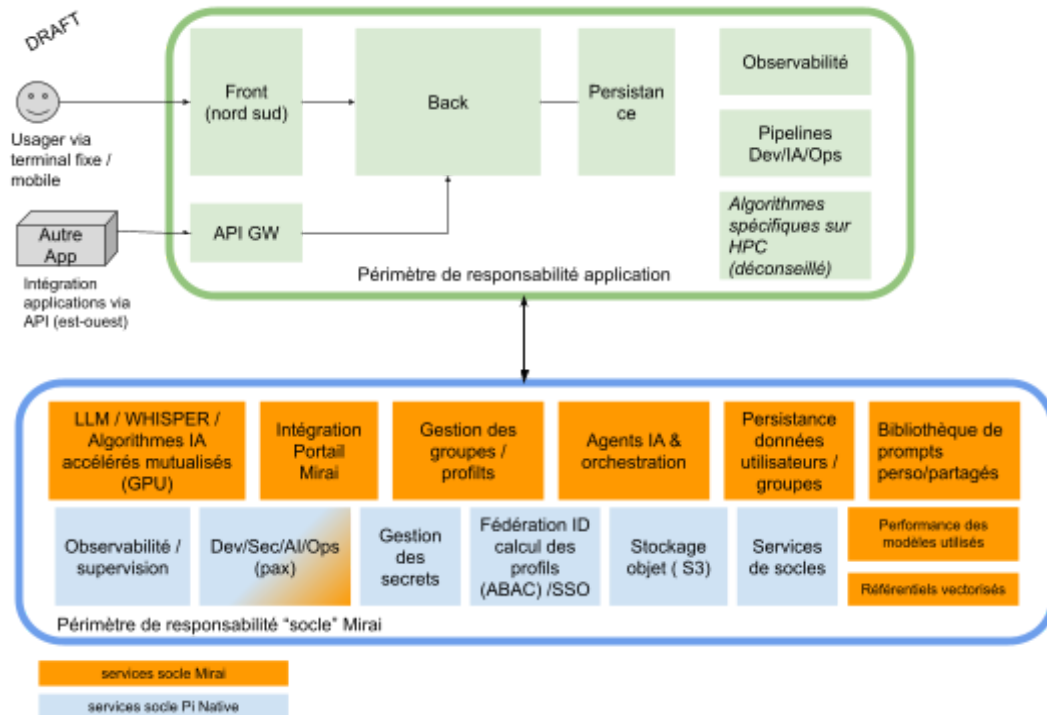 DRAFT
Usager via
terminal fixe /
mobile
Autre
App
Intégration
applications via
API (est-ouest)
Front
(nord sud)
Back
Persistan
ce
API GW
Observabilité
Pipelines
Dev/IA/Ops
Algorithmes
spécifiques sur
HPC
(déconseillé)
Périmètre de responsabilité application
LLM / WHISPER /
Algorithmes IA
accélérés mutualisés
(GPU)
Intégration
Portail
Mirai
Gestion des
groupes /
profilts
Agents IA &
orchestration
Persistance
données
utilisateurs /
groupes
Bibliothèque de
prompts
perso/partagés
Observabilité /
supervision
Dev/Sec/AI/Ops
(pax)
Gestion
des
secrets
Fédération ID
calcul des
profils
(ABAC) /SSO
Stockage
objet ( S3)
Services
de socles
Performance des
modèles utilisés
Référentiels vectorisés
Périmètre de responsabilité “socle” Mirai
services socle Mirai
services socle Pi Native